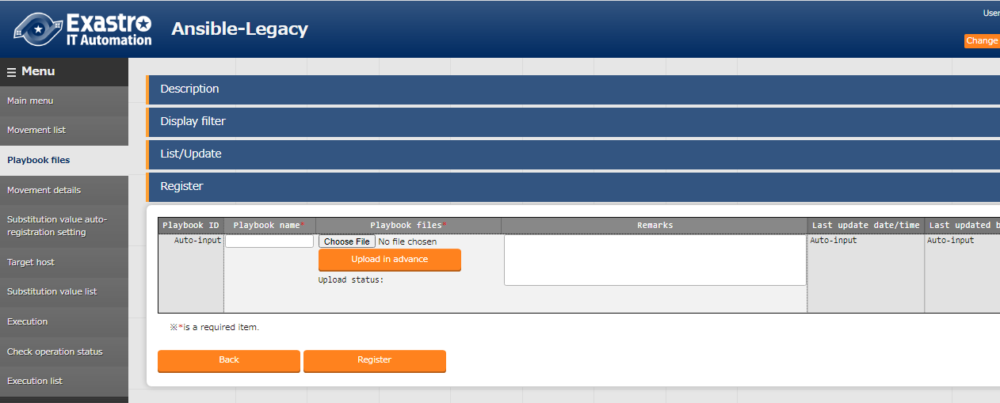 Exastro
IT Automation
Ansible-Legacy
User
Change
Menu
Main menu
Movement list
Playbook files
Movement details
Substitution value auto-
registration setting
Target host
Substitution value list
Execution
Check operation status
Execution list
Description
Display filter
List/Update
Register
Playbook ID Playbook name* Playbook files* Remarks Last update date/time Last updated b
Auto-input Choose File No file chosen Auto-input Auto-input
Upload in advance
Upload status:
※*is a required item.
Back Register